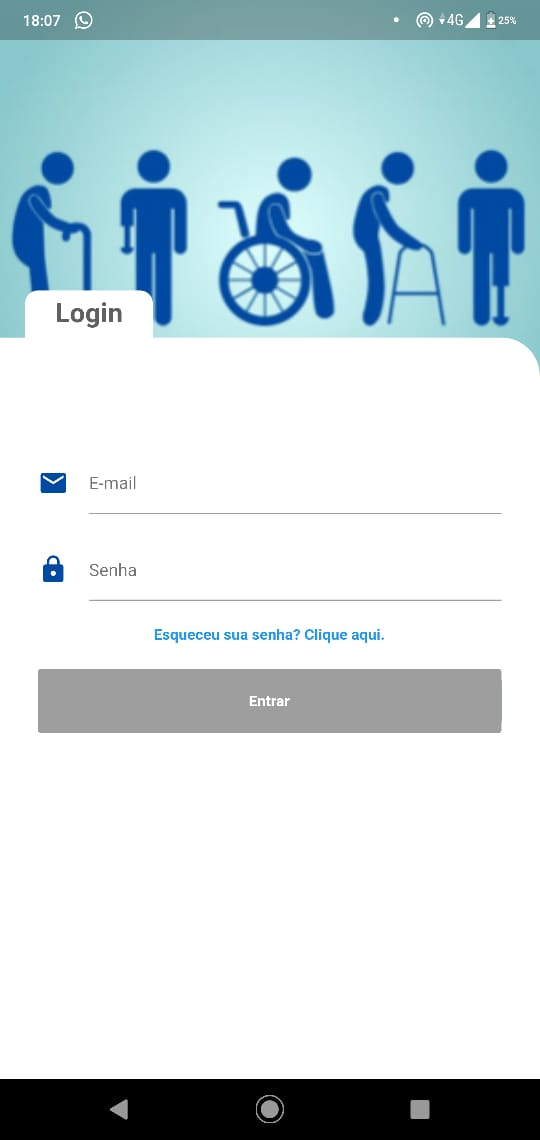 18:07 4G 25%
Login
E-mail
Senha
Esqueceu sua senha? Clique aqui.
Entrar